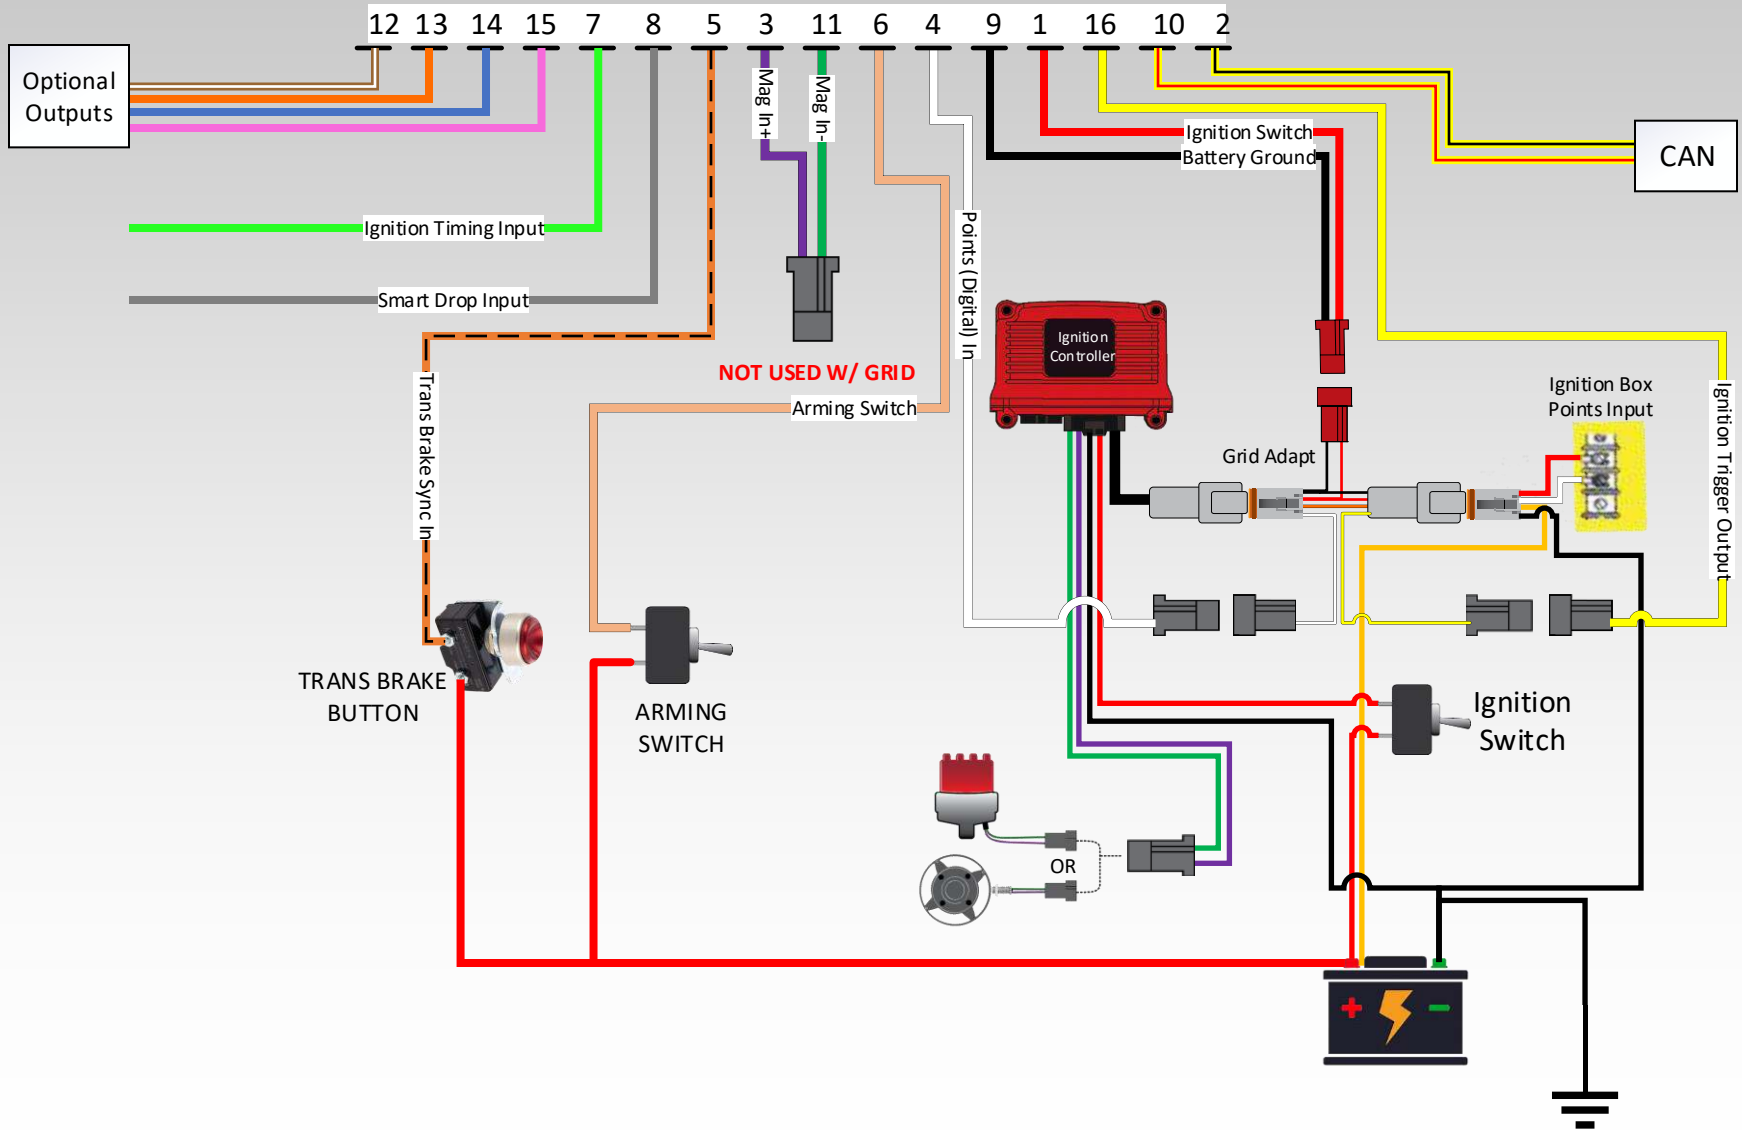 12 13 14 15 7 8 5 3 11 6 4 9 1 16 10 2
Optional
Outputs
Mag In+
Mag In-
Ignition Switch
Battery Ground
CAN
Ignition Timing Input
Smart Drop Input
Points (Digital) In
NOT USED W/ GRID
Arming Switch
Trans Brake Sync In
Ignition
Controller
Ignition Box
Points Input
Ignition Trigger Output
Grid Adapt
TRANS BRAKE
BUTTON
ARMING
SWITCH
Ignition
Switch
OR
+ -